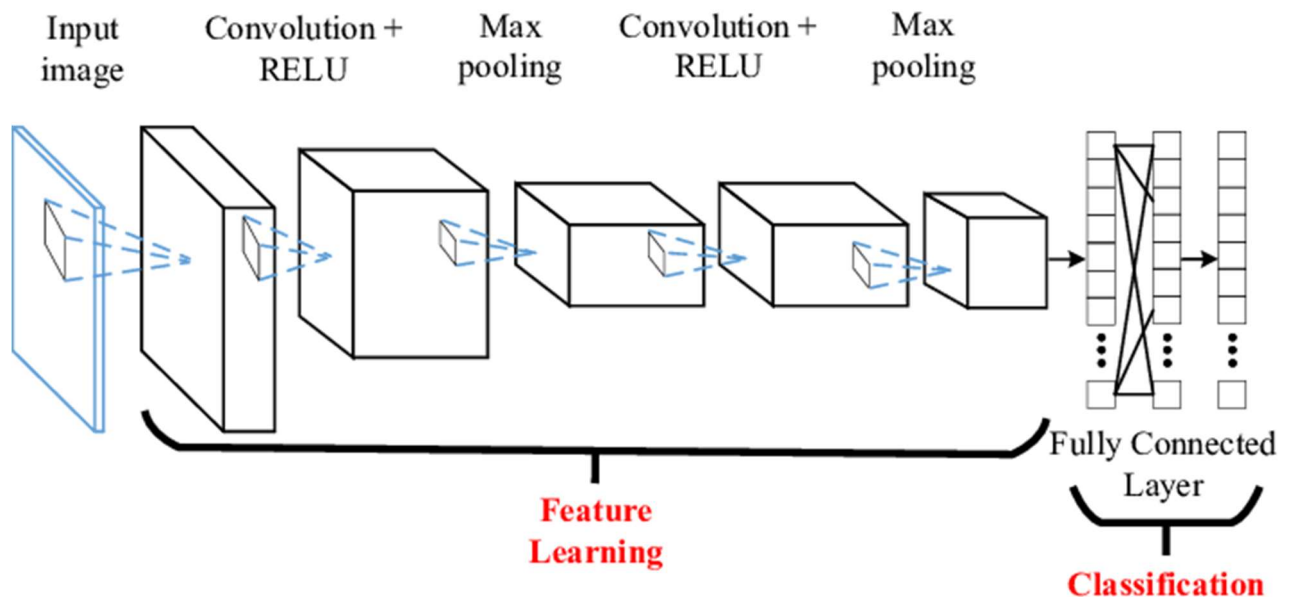 Input
image
Convolution +
RELU
Max
pooling
Convolution +
RELU
Max
pooling
Fully Connected
Layer
Feature
Learning
Classification